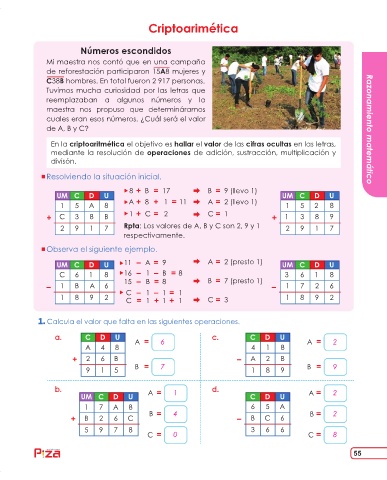 Criptoarimética
Números escondidos
Mi maestra nos contó que en una campaña
de reforestación participaron 15A8 mujeres y
C38B hombres. En total fueron 2 917 personas.
Tuvimos mucha curiosidad por las letras que
reemplazaban a algunos números y la
maestra nos propuso que determináramos
cuales eran esos números. ¿Cuál será el valor
de A, B y C?
Razonamiento matemático
En la criptoaritmética el objetivo es hallar el valor de las cifras ocultas en las letras,
mediante la resolución de operaciones de adición, sustracción, multiplicación y
división.
Resolviendo la situación inicial.
UM C D U
1 5 A 8
+ C 3 8 B
2 9 1 7
8 + B = 17 ⇒ B = 9 (llevo 1)
A + 8 + 1 = 11 ⇒ A = 2 (llevo 1)
1 + C = 2 ⇒ C = 1
Rpta: Los valores de A, B y C son 2, 9 y 1
respectivamente.
UM C D U
1 5 2 8
+ 1 3 8 9
2 9 1 7
Observa el siguiente ejemplo.
UM C D U
C 6 1 8
– 1 B A 6
1 8 9 2
11 – A = 9 ⇒ A = 2 (presto 1)
16 – 1 – B = 8
15 – B = 8 ⇒ B = 7 (presto 1)
C – 1 – 1 = 1
C = 1 + 1 + 1 ⇒ C = 3
UM C D U
3 6 1 8
– 1 7 2 6
1 8 9 2
1. Calcula el valor que falta en las siguientes operaciones.
a.
C D U
A 4 8
+ 2 6 B
9 1 5
A = 6
B = 7
c.
C D U
4 1 8
– A 2 B
1 8 9
A = 2
B = 9
b.
UM C D U
1 7 A 8
+ B 2 6 C
5 9 7 8
A = 1
B = 4
C = 0
d.
C D U
6 5 A
– B C 6
3 6 6
A = 2
B = 2
C = 8
55